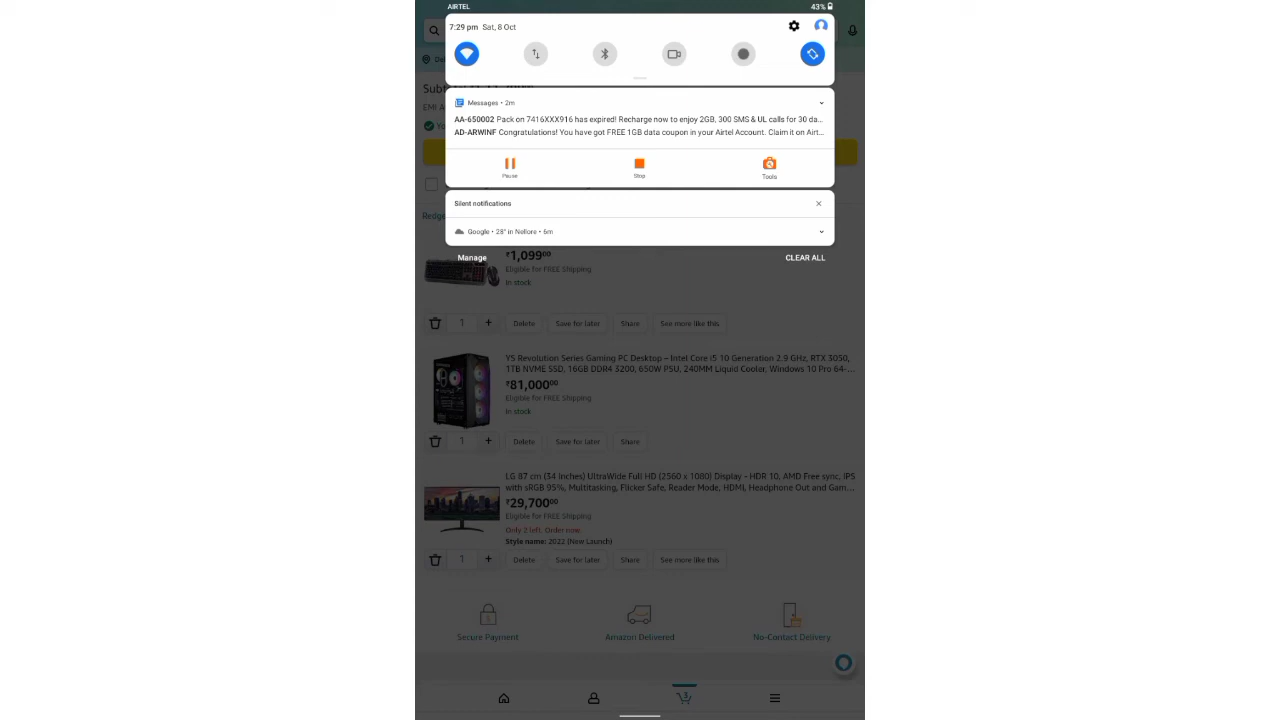 AIRTEL 43%
7:29 pm Sat, 8 Oct
Messages • 2m
AA-650002 Pack on 7416XXX916 has expired! Recharge now to enjoy 2GB, 300 SMS & UL calls for 30 da...
AD-ARWINF Congratulations! You have got FREE 1GB data coupon in your Airtel Account. Claim it on Airt...
Pause Stop Tools
Silent notifications
Google • 28° in Nellore • 6m
Manage CLEAR ALL
₹1,09900
Eligible for FREE Shipping
In stock
1 + Delete Save for later Share See more like this
YS Revolution Series Gaming PC Desktop – Intel Core i5 10 Generation 2.9 GHz, RTX 3050,
1TB NVME SSD, 16GB DDR4 3200, 650W PSU, 240MM Liquid Cooler, Windows 10 Pro 64-...
₹81,00000
Eligible for FREE Shipping
In stock
1 + Delete Save for later Share
LG 87 cm (34 Inches) UltraWide Full HD (2560 x 1080) Display - HDR 10, AMD Free sync, IPS
with sRGB 95%, Multitasking, Flicker Safe, Reader Mode, HDMI, Headphone Out and Gam...
₹29,70000
Eligible for FREE Shipping
Only 2 left. Order now.
Style name: 2022 (New Launch)
1 + Delete Save for later Share See more like this
Secure Payment Amazon Delivered No-Contact Delivery
3